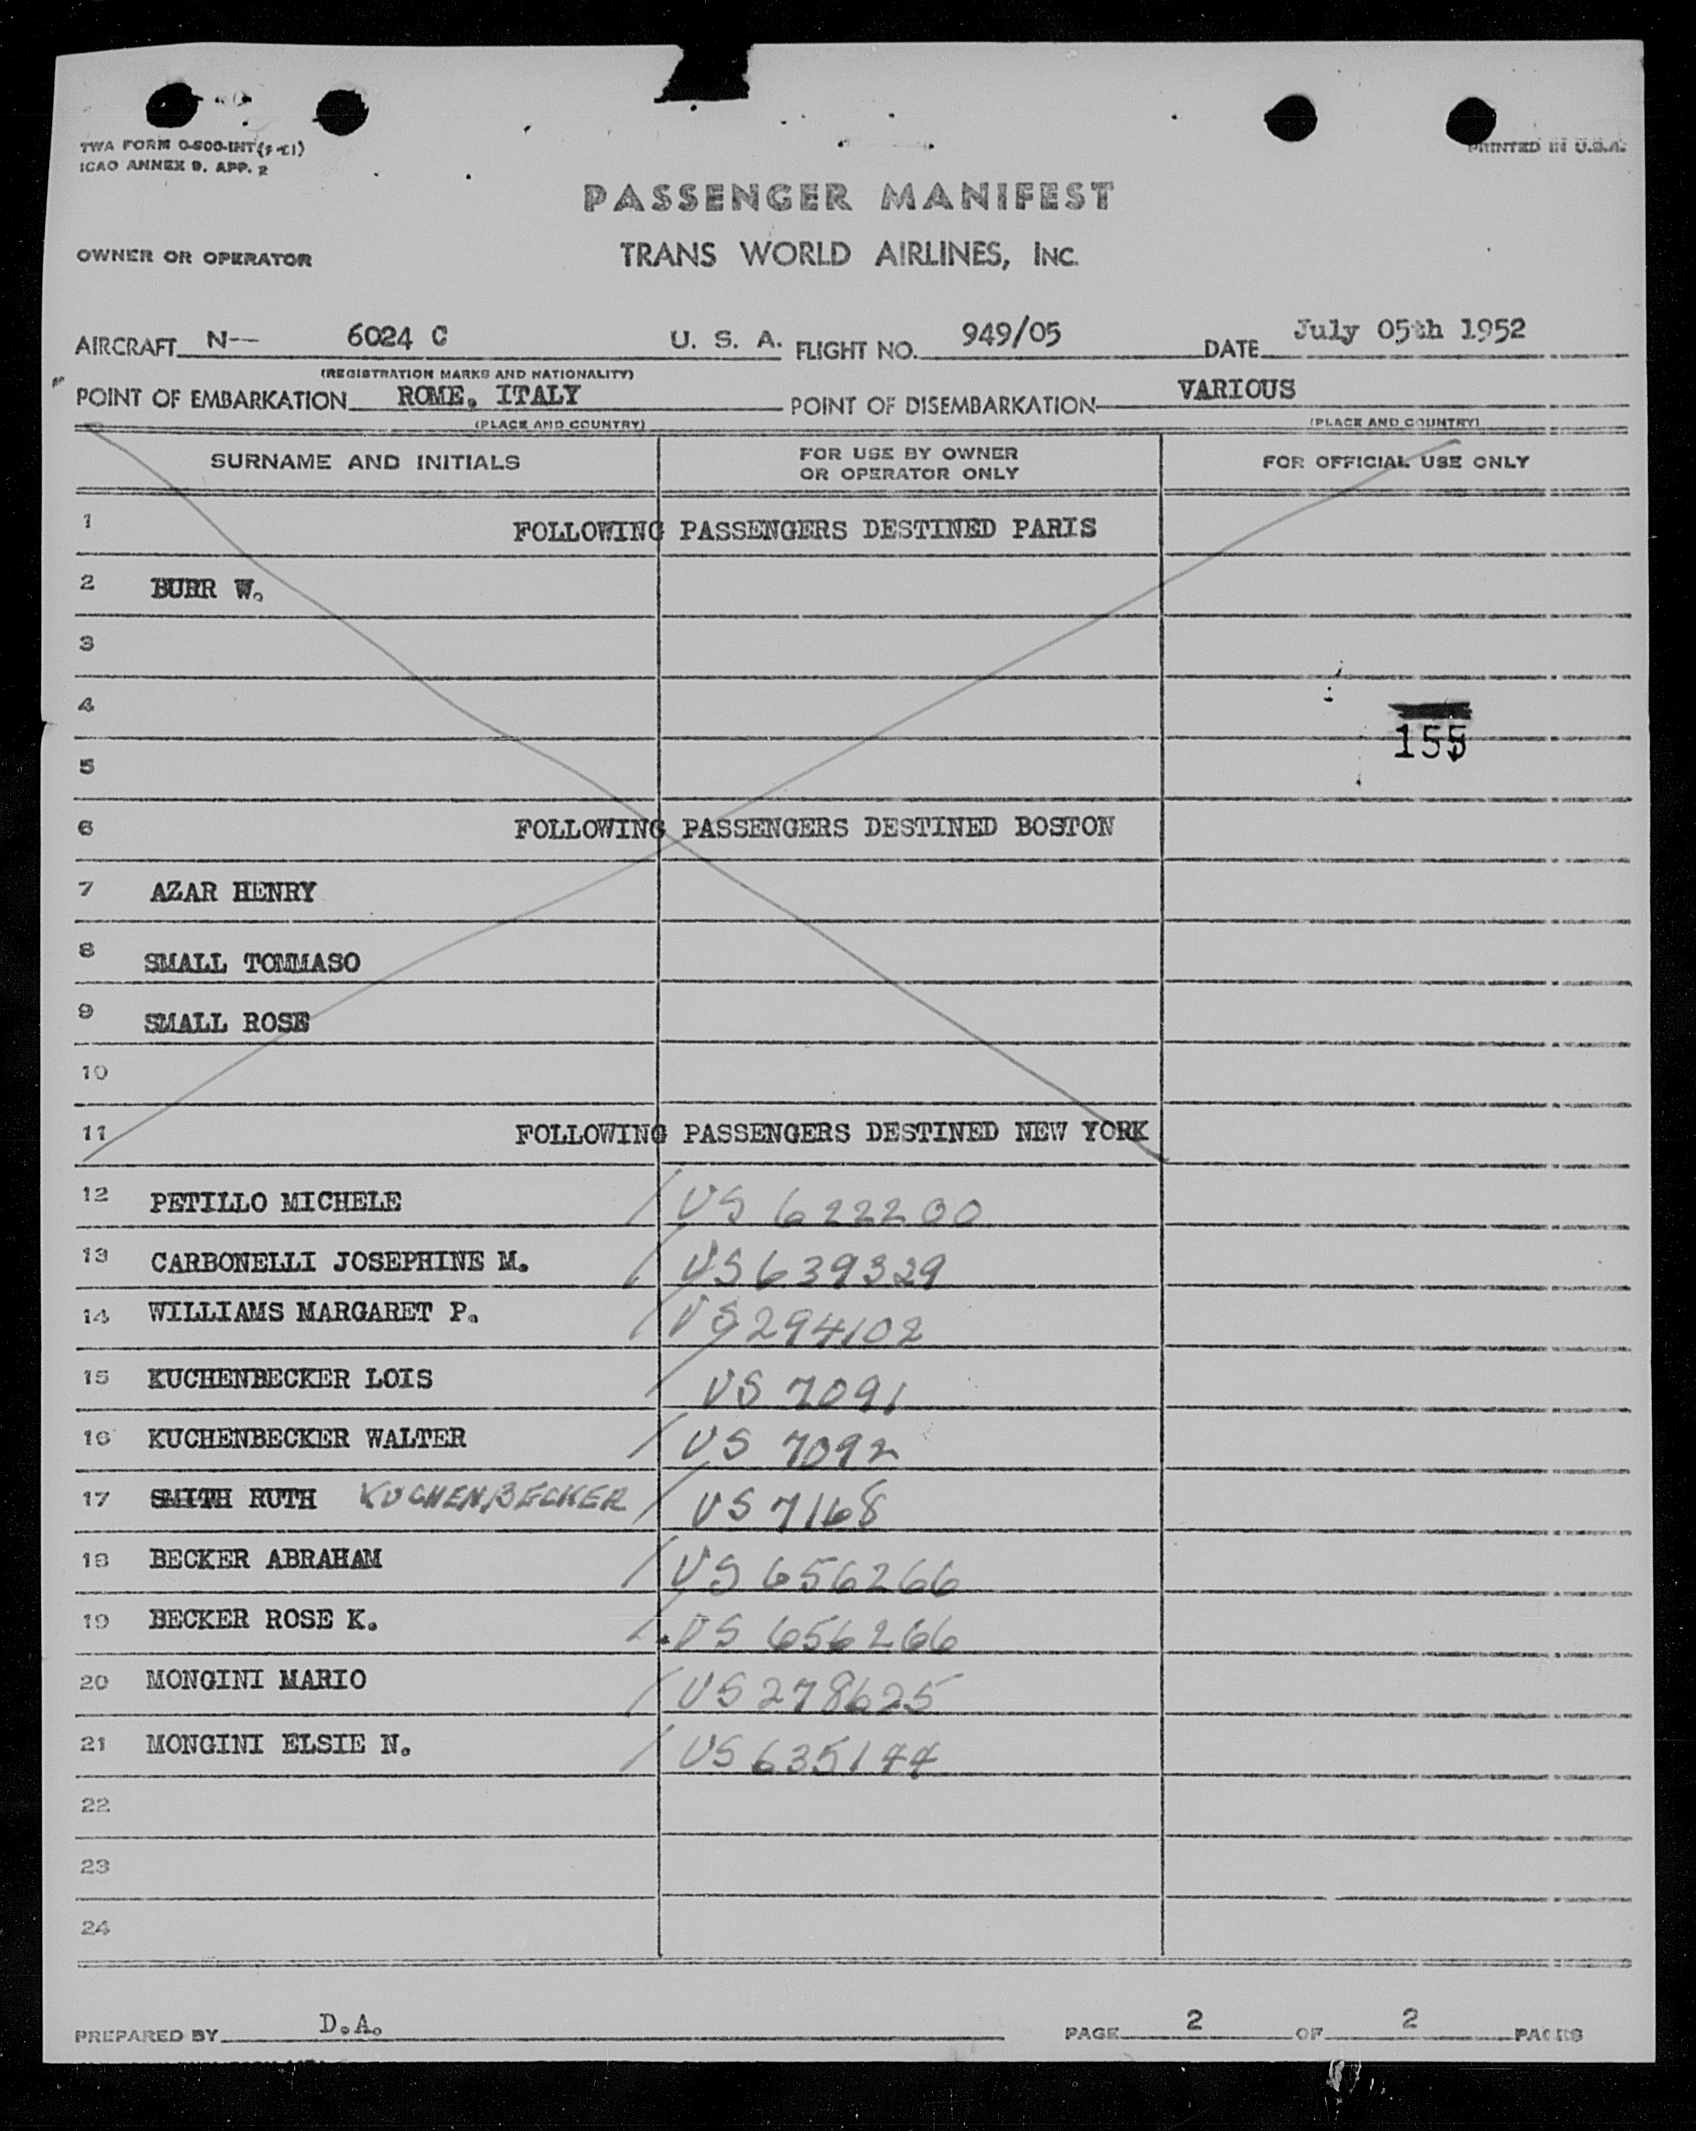 TWA FORM O-500-INT
ICAO ANNEX 9. APP. 2
PRINTED IN U.S.A.
PASSENGER MANIFEST
OWNER OR OPERATOR TRANS WORLD AIRLINES, INC.
AIRCRAFT N-- 6024 C U. S. A. FLIGHT NO. 949/05 DATE July 05th 1952
(REGISTRATION MARKS AND NATIONALITY)
POINT OF EMBARKATION ROME. ITALY POINT OF DISEMBARKATION VARIOUS
(PLACE AND COUNTRY) (PLACE AND COUNTRY)
SURNAME AND INITIALS FOR USE BY OWNER OR OPERATOR ONLY FOR OFFICIAL USE ONLY
1 FOLLOWING PASSENGERS DESTINED PARIS
2 BURR W.
3
4
155
5
6 FOLLOWING PASSENGERS DESTINED BOSTON
7 AZAR HENRY
8 SMALL TOMMASO
9 SMALL ROSE
10
11 FOLLOWING PASSENGERS DESTINED NEW YORK
12 PETILLO MICHELE / US 622200
13 CARBONELLI JOSEPHINE M. / US 639329
14 WILLIAMS MARGARET P. / US 294102
15 KUCHENBECKER LOIS / US 7091
16 KUCHENBECKER WALTER / US 7092
17 SMITH RUTH KUCHENBECKER / US 7168
18 BECKER ABRAHAM / US 656266
19 BECKER ROSE K. / US 656266
20 MONGINI MARIO / US 278625
21 MONGINI ELSIE N. / US 635144
22
23
24
PREPARED BY D.A. PAGE 2 OF 2 PAGES